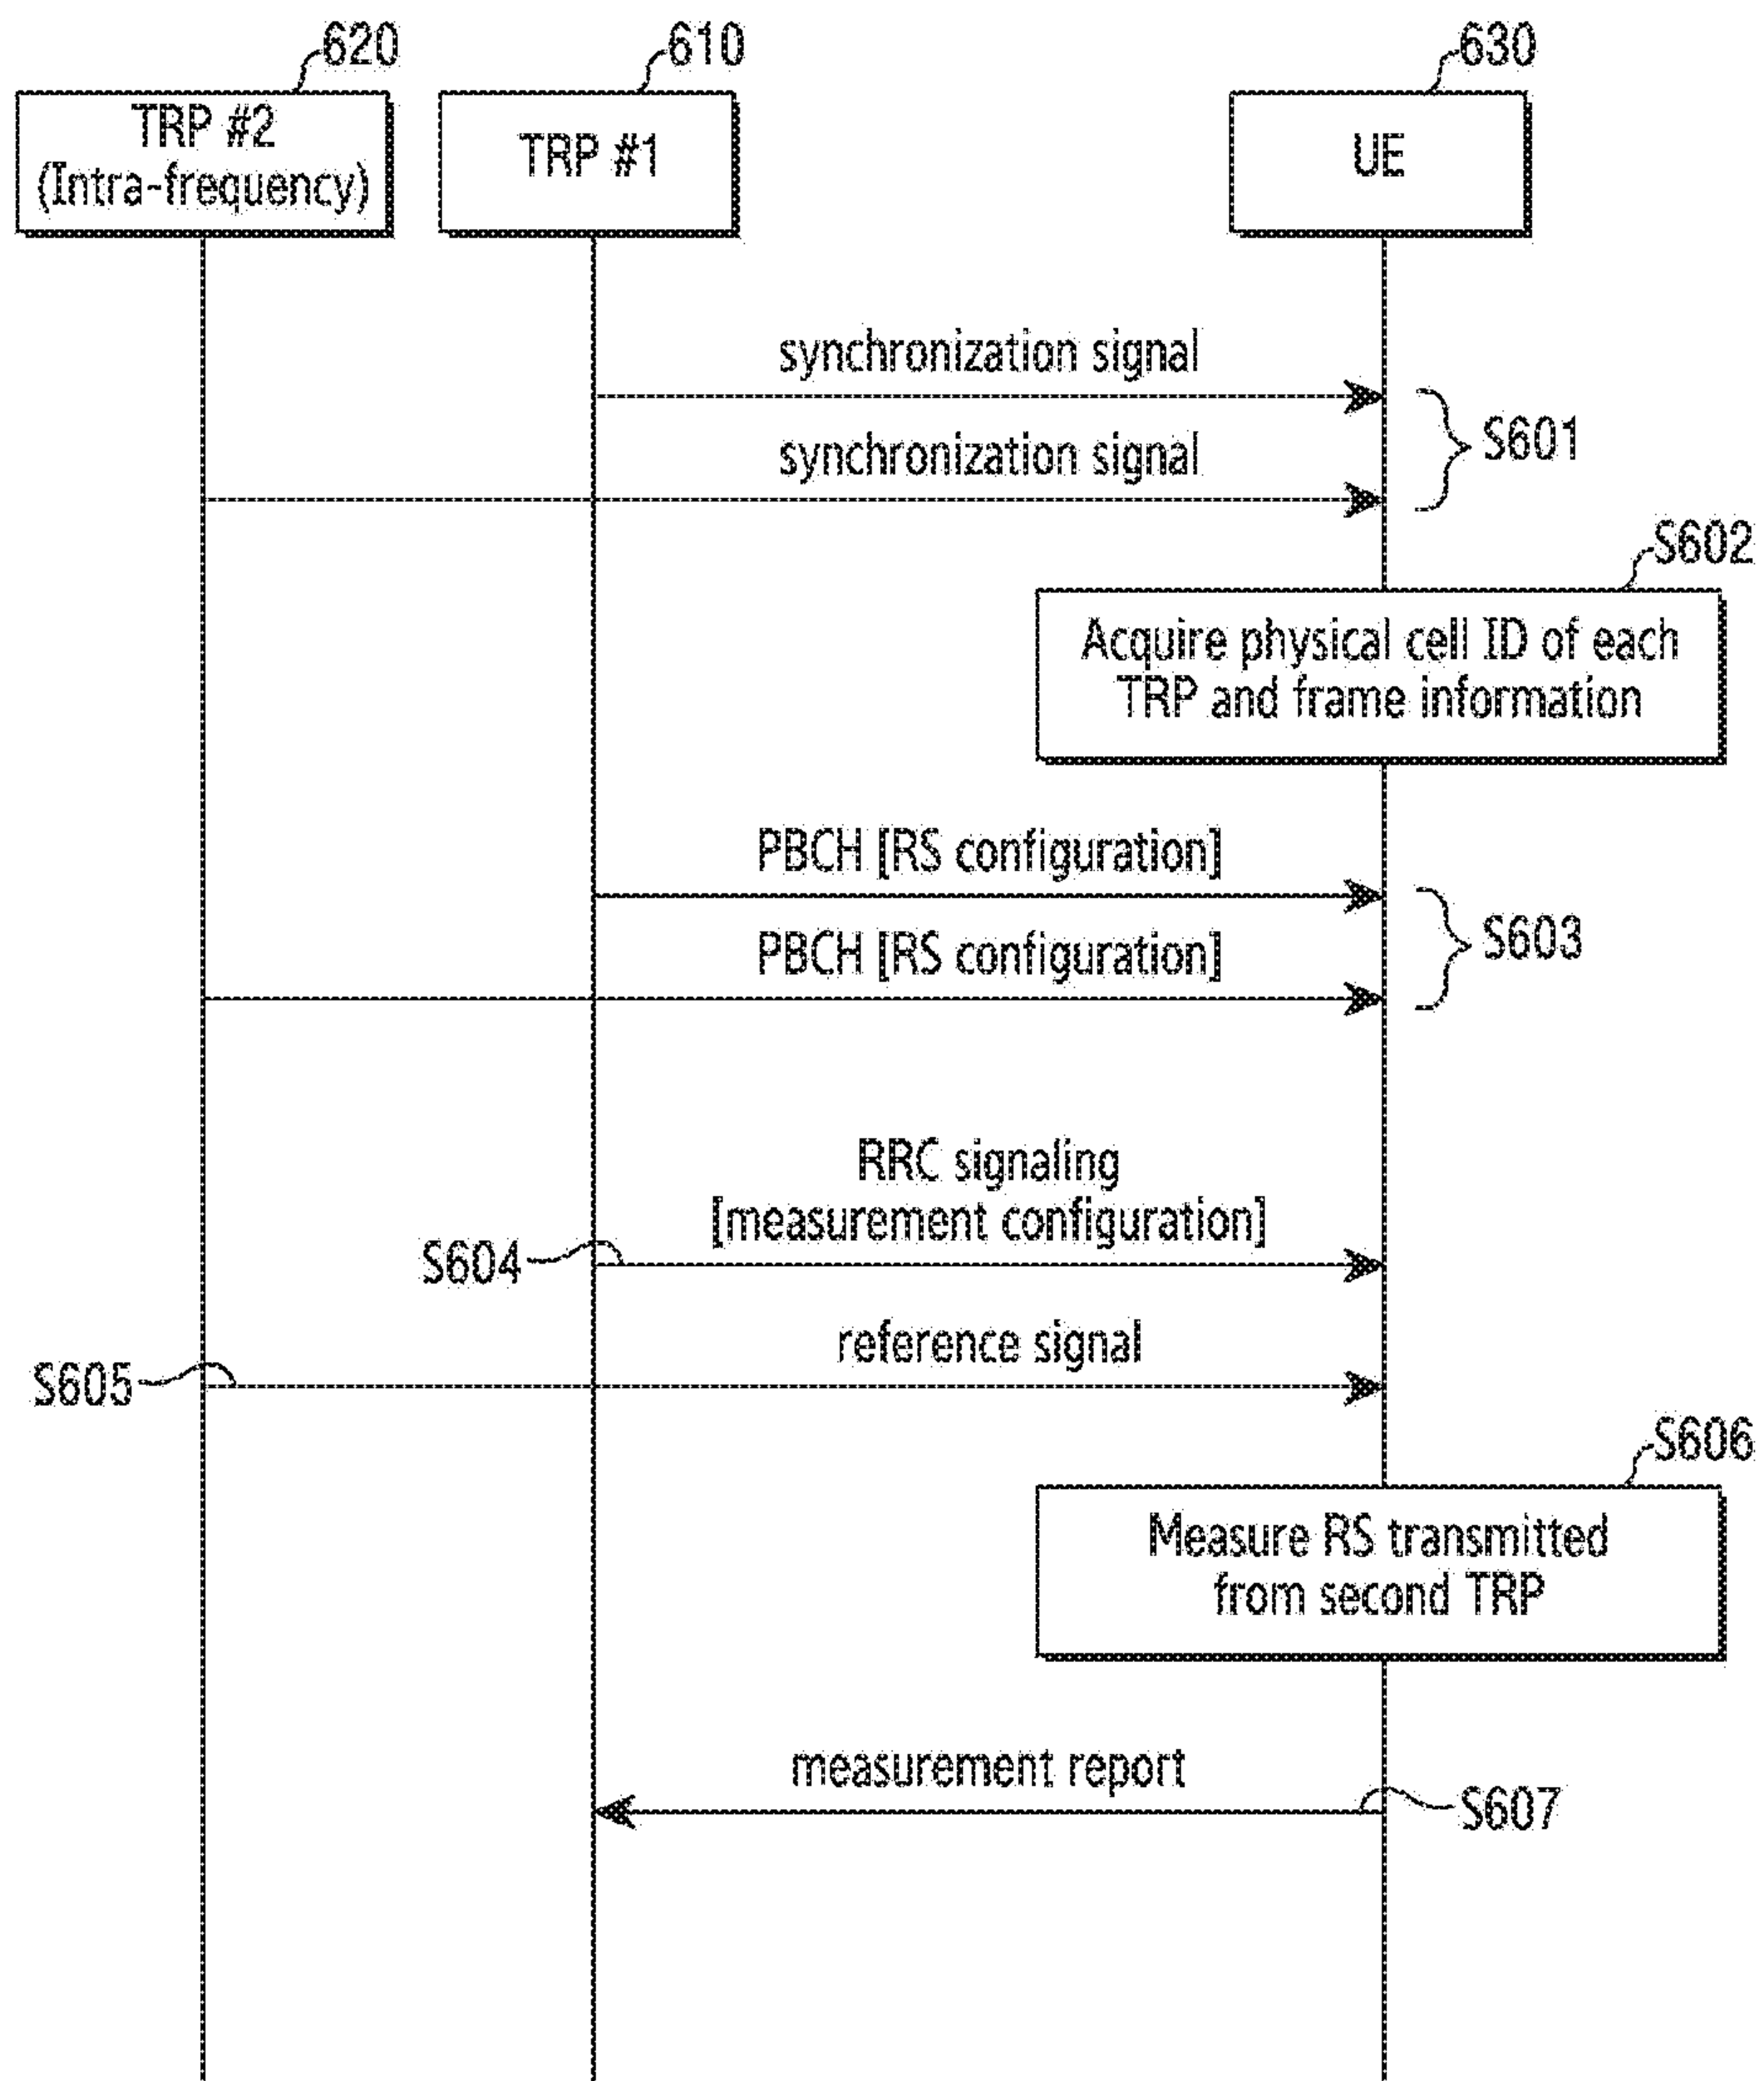 620
610
630
TRP #2
(Intra-frequency)
TRP #1
UE
synchronization signal
synchronization signal
S601
S602
Acquire physical cell ID of each
TRP and frame information
PBCH [RS configuration]
PBCH [RS configuration]
S603
RRC signaling
[measurement configuration]
S604
reference signal
S605
S606
Measure RS transmitted
from second TRP
measurement report
S607